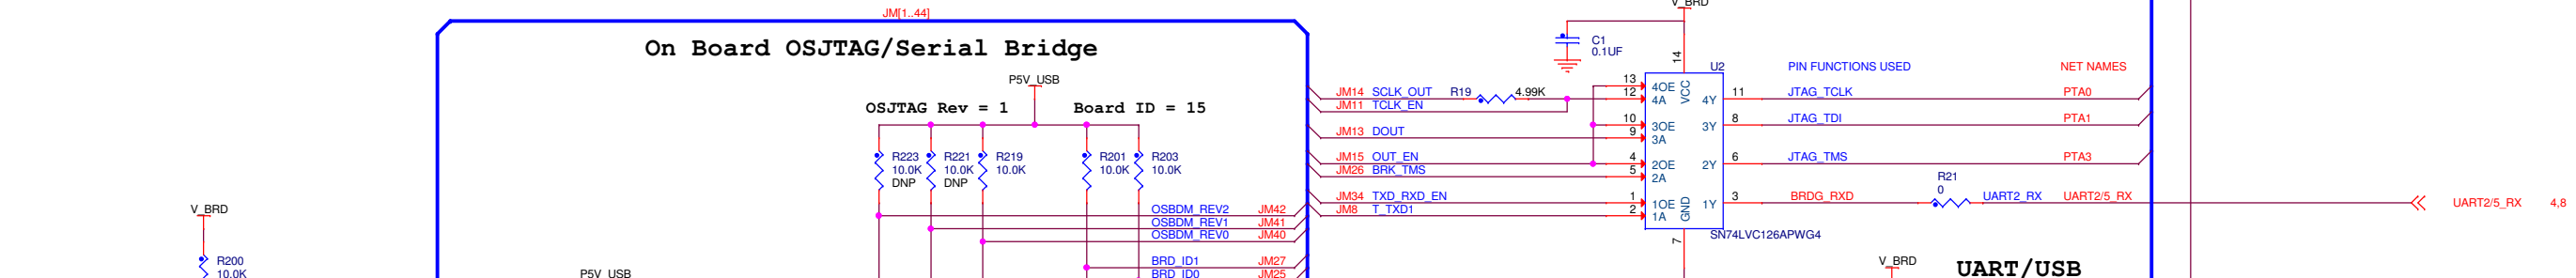 JM[1..44]
V_BRD
On Board OSJTAG/Serial Bridge
C1
0.1UF
14
U2
PIN FUNCTIONS USED
NET NAMES
P5V_USB
OSJTAG Rev = 1
Board ID = 15
JM14 SCLK_OUT R19 4.99K 13 4OE VCC
JM11 TCLK_EN 12 4A 4Y 11 JTAG_TCLK PTA0
10 3OE 3Y 8 JTAG_TDI PTA1
JM13 DOUT 9 3A
R223 R221 R219 R201 R203
10.0K 10.0K 10.0K 10.0K 10.0K
DNP DNP
JM15 OUT_EN 4 2OE 2Y 6 JTAG_TMS PTA3
JM26 BRK_TMS 5 2A
R21
0
JM34 TXD_RXD_EN 1 1OE GND 1Y 3 BRDG_RXD UART2_RX UART2/5_RX
UART2/5_RX 4,8
JM8 T_TXD1 2 1A
V_BRD
OSBDM_REV2 JM42
OSBDM_REV1 JM41
OSBDM_REV0 JM40
7
SN74LVC126APWG4
R200
10.0K
P5V_USB
BRD_ID1 JM27
BRD_ID0 JM25
V_BRD
UART/USB